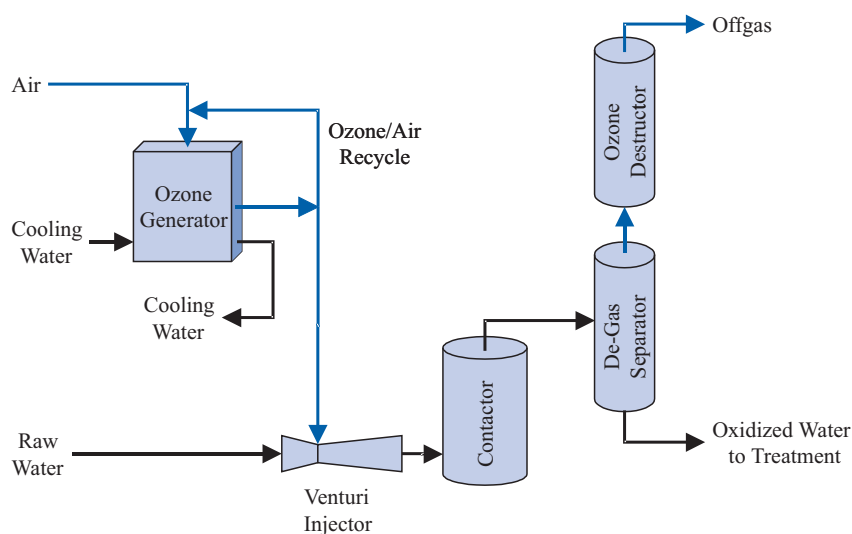 Offgas
Air
Ozone
Destructor
Ozone/Air
Recycle
Ozone
Generator
Cooling
Water
Cooling
Water
De-Gas
Separator
Contactor
Raw
Water
Oxidized Water
to Treatment
Venturi
Injector